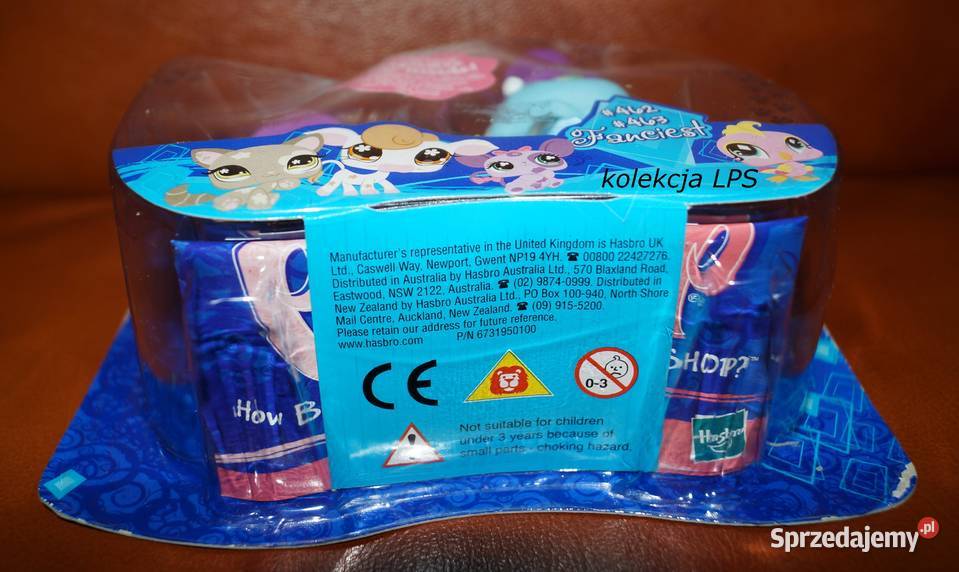 #462
#463
Fanciest
kolekcja LPS
Manufacturer's representative in the United Kingdom is Hasbro UK
Ltd., Caswell Way, Newport, Gwent NP19 4YH. ☎ 00800 22427276.
Distributed in Australia by Hasbro Australia Ltd., 570 Blaxland Road,
Eastwood, NSW 2122. Australia. ☎ (02) 9874-0999. Distributed in
New Zealand by Hasbro Australia Ltd., PO Box 100-940, North Shore
Mail Centre, Auckland, New Zealand. ☎ (09) 915-5200.
Please retain our address for future reference.
www.hasbro.com P/N 6731950100
CE
0-3
SHOP?™
How B
Hasbro
Not suitable for children
under 3 years because of
small parts - choking hazard.
Sprzedajemy.pl